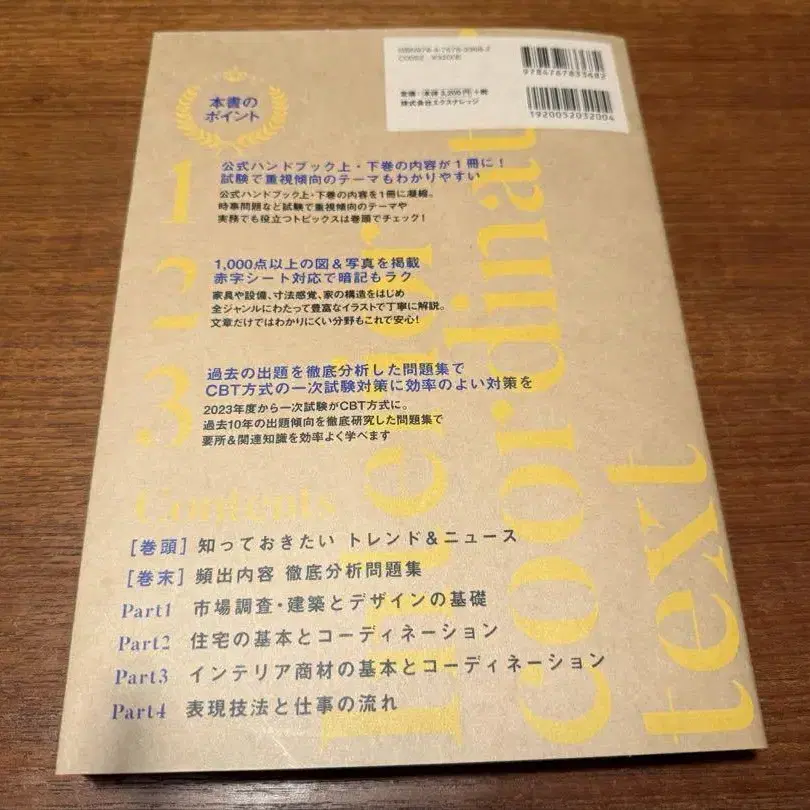 本書の
ポイント
ISBN978-4-7678-3368-2
C0052 ¥3200E
9784767833682
定価：本体3,200円＋税
株式会社エクスナレッジ
1920052032004
1
公式ハンドブック上・下巻の内容が1冊に！
試験で重視傾向のテーマもわかりやすい
公式ハンドブック上・下巻の内容を1冊に凝縮。
時事問題など試験で重視傾向のテーマや
実務でも役立つトピックスは巻頭でチェック！
2
1,000点以上の図＆写真を掲載
赤字シート対応で暗記もラク
家具や設備、寸法感覚、家の構造をはじめ
全ジャンルにわたって豊富なイラストで丁寧に解説。
文章だけではわかりにくい分野もこれで安心！
3
過去の出題を徹底分析した問題集で
CBT方式の一次試験対策に効率のよい対策を
2023年度から一次試験がCBT方式に。
過去10年の出題傾向を徹底研究した問題集で
要所＆関連知識を効率よく学べます
Contents
［巻頭］知っておきたい トレンド＆ニュース
［巻末］頻出内容 徹底分析問題集
Part1 市場調査・建築とデザインの基礎
Part2 住宅の基本とコーディネーション
Part3 インテリア商材の基本とコーディネーション
Part4 表現技法と仕事の流れ
Interior
coordinat
text